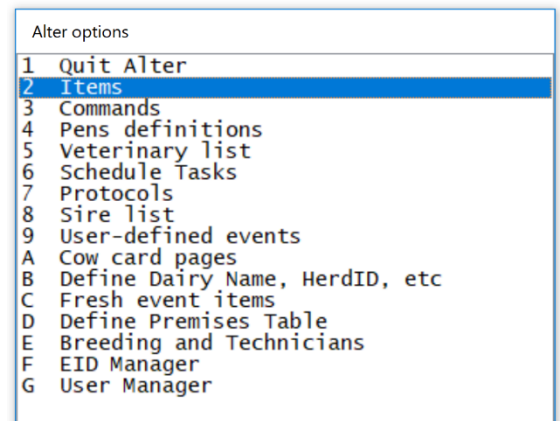 Alter options
1 Quit Alter
2 Items
3 Commands
4 Pens definitions
5 Veterinary list
6 Schedule Tasks
7 Protocols
8 Sire list
9 User-defined events
A Cow card pages
B Define Dairy Name, HerdID, etc
C Fresh event items
D Define Premises Table
E Breeding and Technicians
F EID Manager
G User Manager